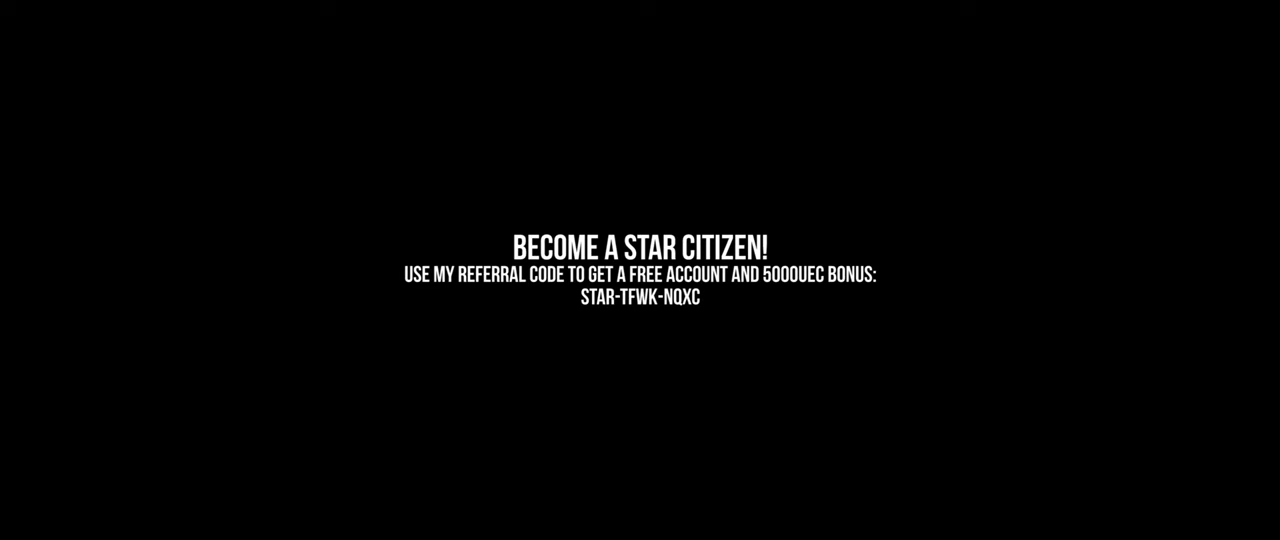 BECOME A STAR CITIZEN!
USE MY REFERRAL CODE TO GET A FREE ACCOUNT AND 5000UEC BONUS:
STAR-TFWK-NQXC